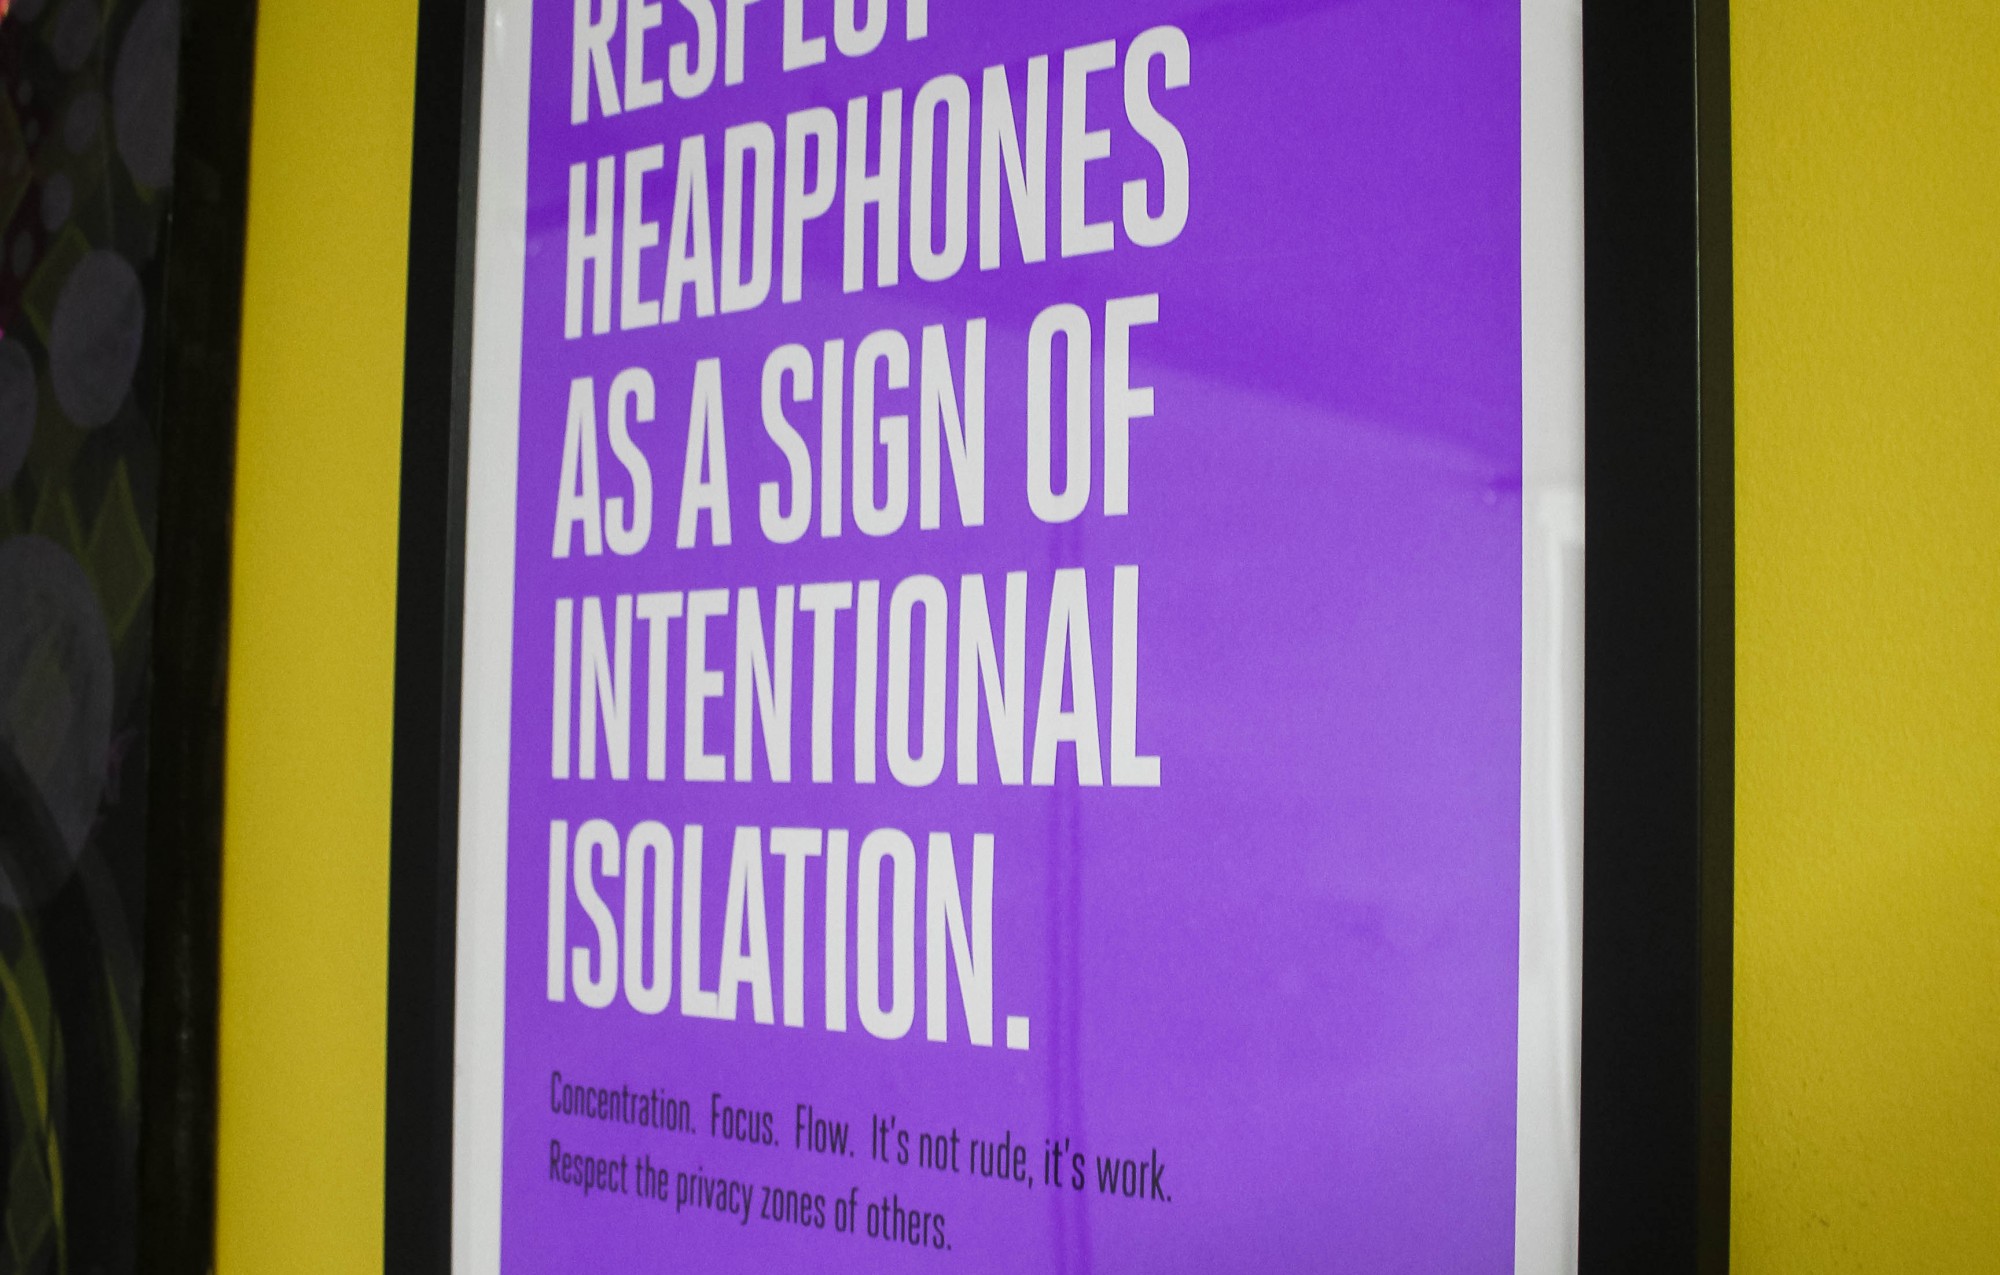 RESPECT
HEADPHONES
AS A SIGN OF
INTENTIONAL
ISOLATION.
Concentration. Focus. Flow. It's not rude, it's work.
Respect the privacy zones of others.